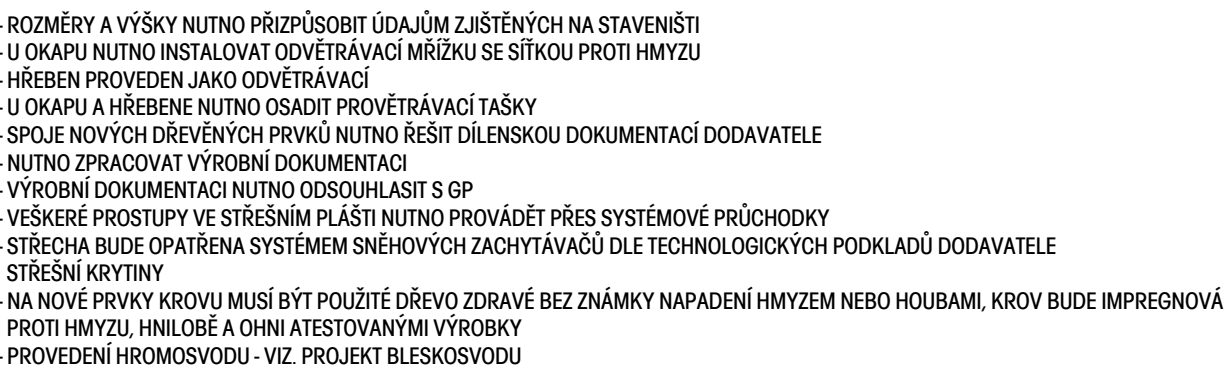 - ROZMĚRY A VÝŠKY NUTNO PŘIZPŮSOBIT ÚDAJŮM ZJIŠTĚNÝCH NA STAVENIŠTI
- U OKAPU NUTNO INSTALOVAT ODVĚTRÁVACÍ MŘÍŽKU SE SÍŤKOU PROTI HMYZU
- HŘEBEN PROVEDEN JAKO ODVĚTRÁVACÍ
- U OKAPU A HŘEBENE NUTNO OSADIT PROVĚTRÁVACÍ TAŠKY
- SPOJE NOVÝCH DŘEVĚNÝCH PRVKŮ NUTNO ŘEŠIT DÍLENSKOU DOKUMENTACÍ DODAVATELE
- NUTNO ZPRACOVAT VÝROBNÍ DOKUMENTACI
- VÝROBNÍ DOKUMENTACI NUTNO ODSOUHLASIT S GP
- VEŠKERÉ PROSTUPY VE STŘEŠNÍM PLÁŠTI NUTNO PROVÁDĚT PŘES SYSTÉMOVÉ PRŮCHODKY
- STŘECHA BUDE OPATŘENA SYSTÉMEM SNĚHOVÝCH ZACHYTÁVAČŮ DLE TECHNOLOGICKÝCH PODKLADŮ DODAVATELE
STŘEŠNÍ KRYTINY
- NA NOVÉ PRVKY KROVU MUSÍ BÝT POUŽITÉ DŘEVO ZDRAVÉ BEZ ZNÁMKY NAPADENÍ HMYZEM NEBO HOUBAMI, KROV BUDE IMPREGNOVÁ
PROTI HMYZU, HNILOBĚ A OHNI ATESTOVANÝMI VÝROBKY
- PROVEDENÍ HROMOSVODU - VIZ. PROJEKT BLESKOSVODU